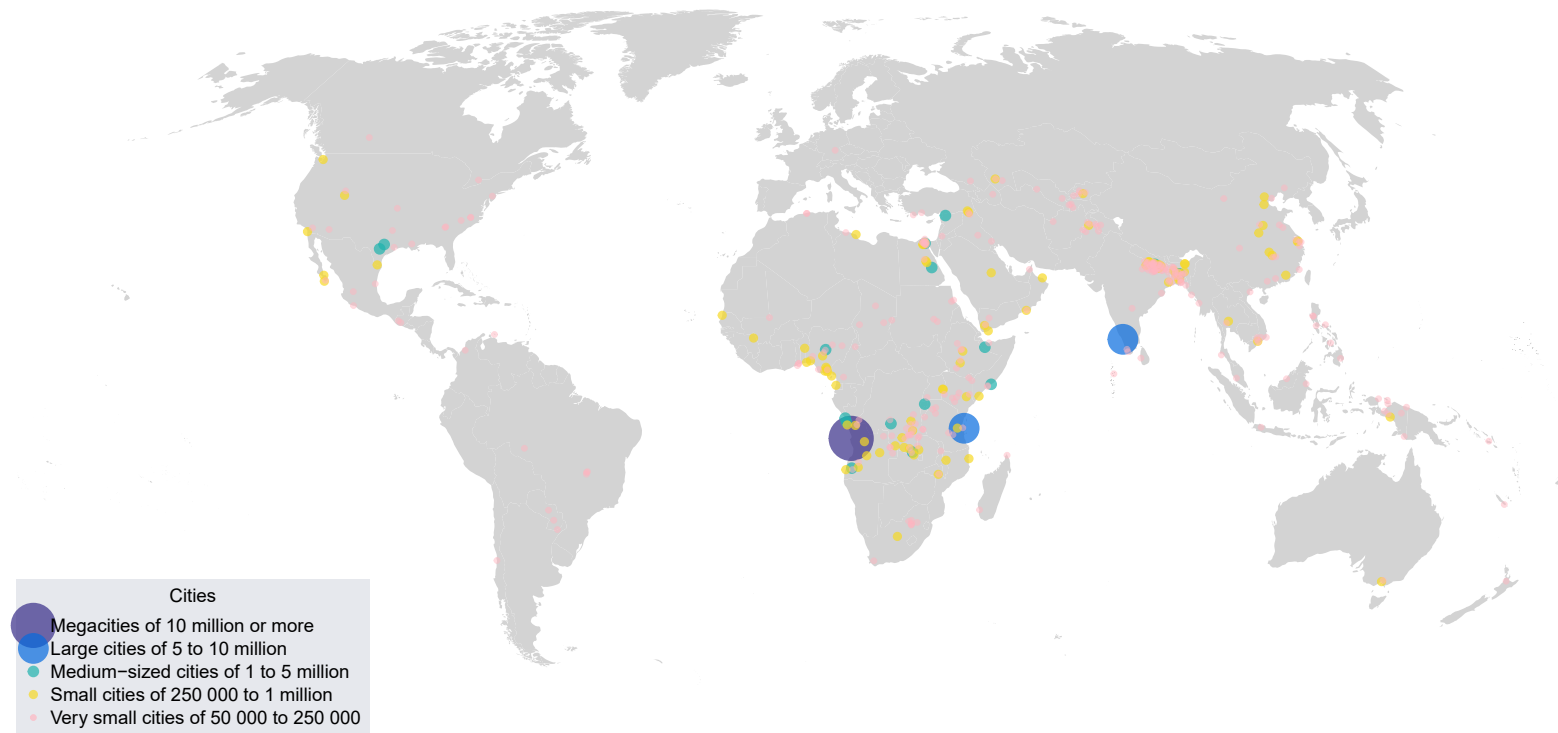 Cities
Megacities of 10 million or more
Large cities of 5 to 10 million
Medium−sized cities of 1 to 5 million
Small cities of 250 000 to 1 million
Very small cities of 50 000 to 250 000